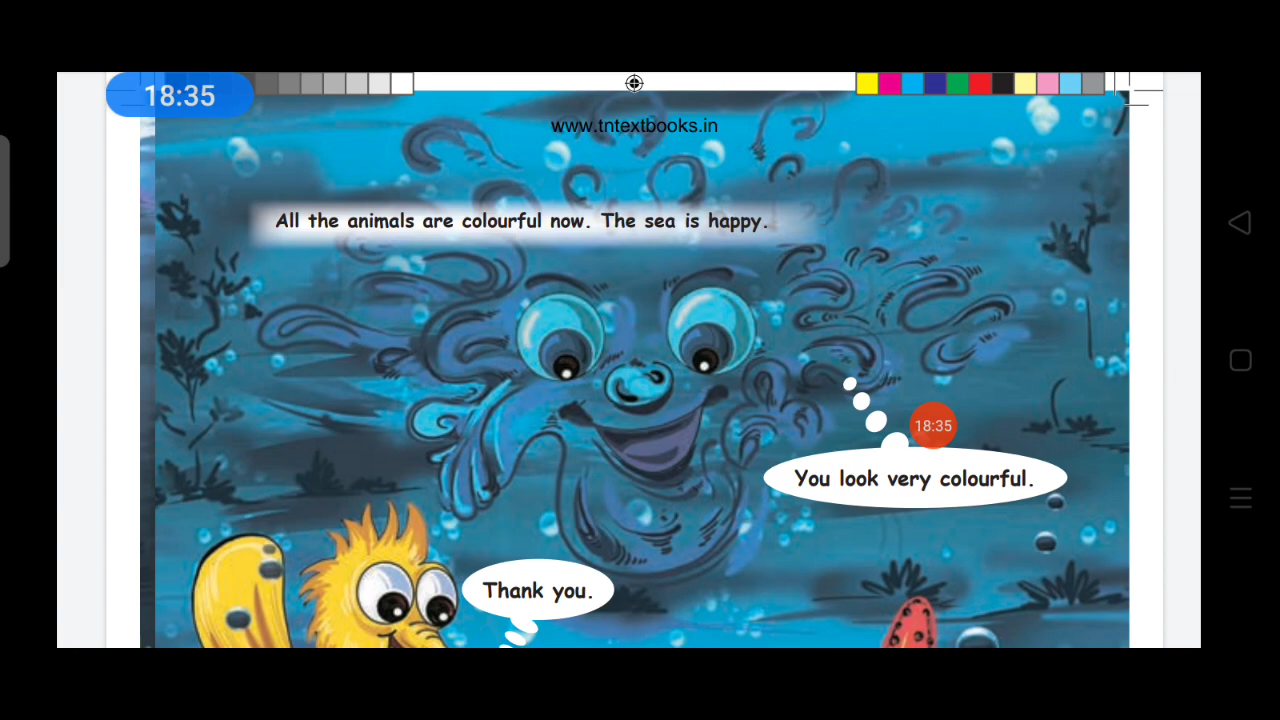 18:35
www.tntextbooks.in
All the animals are colourful now. The sea is happy.
18:35
You look very colourful.
Thank you.